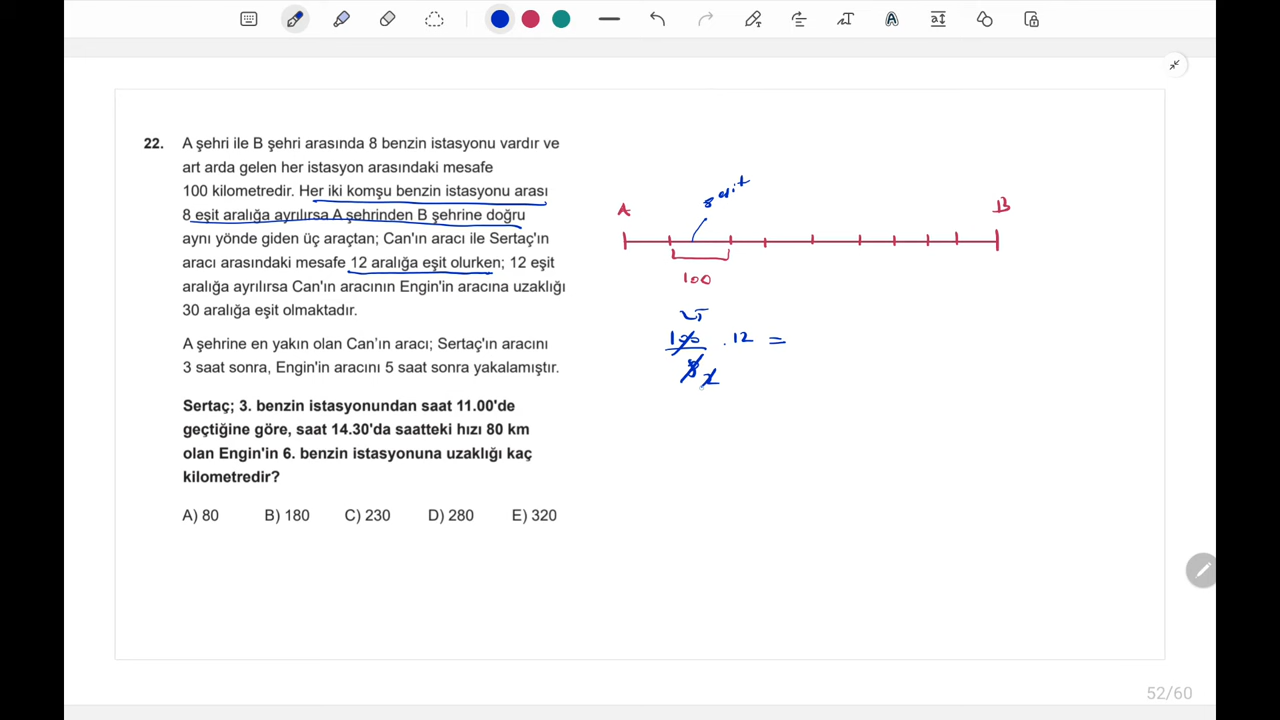 22. A şehri ile B şehri arasında 8 benzin istasyonu vardır ve
art arda gelen her istasyon arasındaki mesafe
100 kilometredir. Her iki komşu benzin istasyonu arası
8 eşit aralığa ayrılırsa A şehrinden B şehrine doğru
aynı yönde giden üç araçtan; Can'ın aracı ile Sertaç'ın
aracı arasındaki mesafe 12 aralığa eşit olurken; 12 eşit
aralığa ayrılırsa Can'ın aracının Engin'in aracına uzaklığı
30 aralığa eşit olmaktadır.
A şehrine en yakın olan Can'ın aracı; Sertaç'ın aracını
3 saat sonra, Engin'in aracını 5 saat sonra yakalamıştır.
Sertaç; 3. benzin istasyonundan saat 11.00'de
geçtiğine göre, saat 14.30'da saatteki hızı 80 km
olan Engin'in 6. benzin istasyonuna uzaklığı kaç
kilometredir?
A) 80 B) 180 C) 230 D) 280 E) 320
8 eşit
A B
100
25
100 . 12 =
8 2
52/60